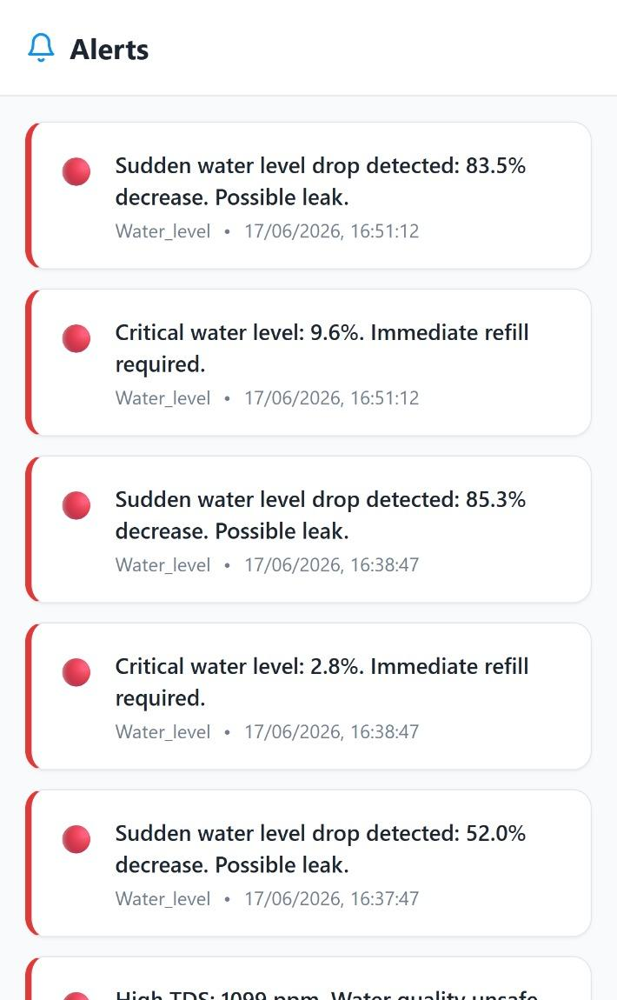 Alerts
Sudden water level drop detected: 83.5%
decrease. Possible leak.
Water_level • 17/06/2026, 16:51:12
Critical water level: 9.6%. Immediate refill
required.
Water_level • 17/06/2026, 16:51:12
Sudden water level drop detected: 85.3%
decrease. Possible leak.
Water_level • 17/06/2026, 16:38:47
Critical water level: 2.8%. Immediate refill
required.
Water_level • 17/06/2026, 16:38:47
Sudden water level drop detected: 52.0%
decrease. Possible leak.
Water_level • 17/06/2026, 16:37:47
High TDS: 1099 ppm. Water quality unsafe